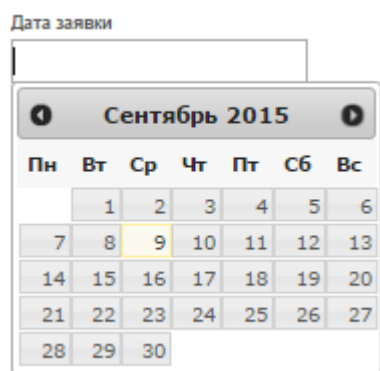 Дата заявки
Сентябрь 2015
Пн Вт Ср Чт Пт Сб Вс
1 2 3 4 5 6
7 8 9 10 11 12 13
14 15 16 17 18 19 20
21 22 23 24 25 26 27
28 29 30